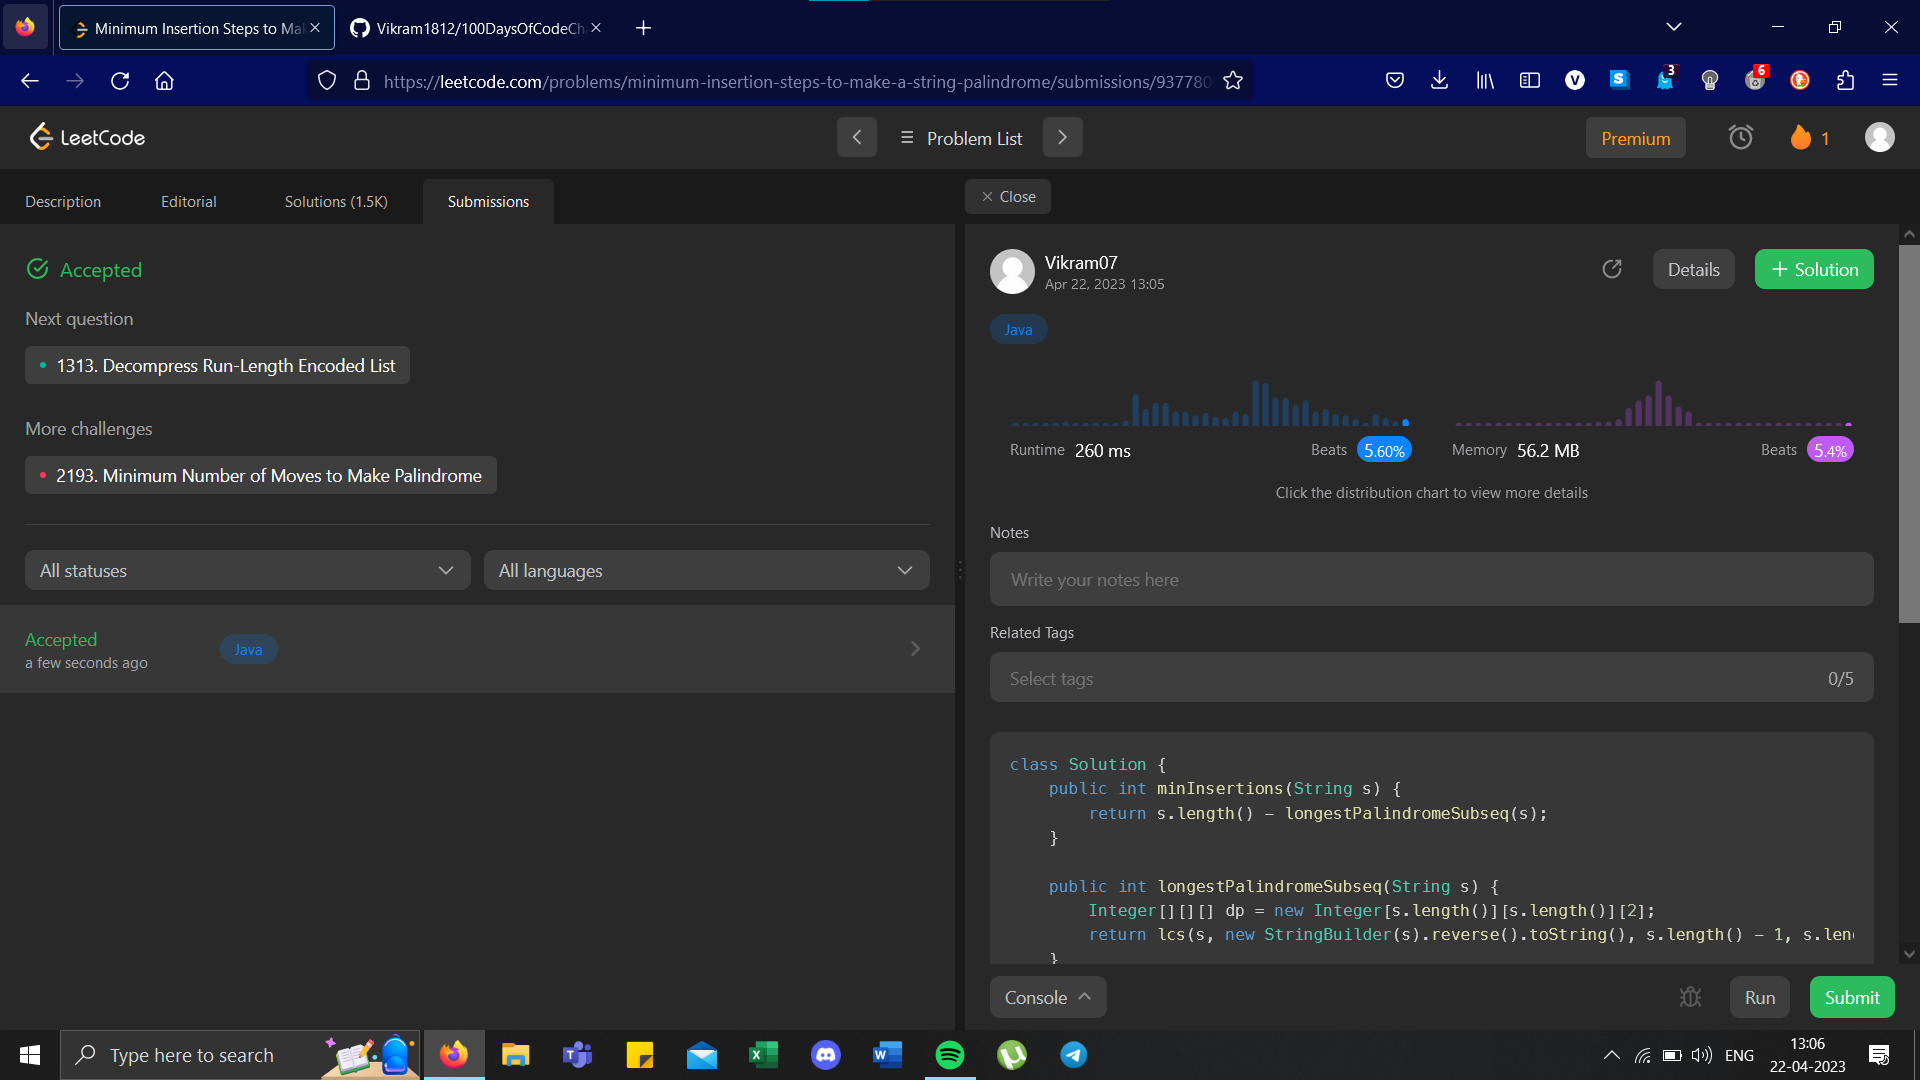 Minimum Insertion Steps to Ma
Vikram1812/100DaysOfCodeCh
https://leetcode.com/problems/minimum-insertion-steps-to-make-a-string-palindrome/submissions/93778
V
S
3
6
LeetCode
Problem List
Premium
1
Description
Editorial
Solutions (1.5K)
Submissions
Close
Accepted
Next question
1313. Decompress Run-Length Encoded List
More challenges
2193. Minimum Number of Moves to Make Palindrome
All statuses
All languages
Accepted
a few seconds ago
Java
Vikram07
Apr 22, 2023 13:05
Details
+ Solution
Java
Runtime 260 ms
Beats 5.60%
Memory 56.2 MB
Beats 5.4%
Click the distribution chart to view more details
Notes
Write your notes here
Related Tags
Select tags
0/5
class Solution {
public int minInsertions(String s) {
return s.length() - longestPalindromeSubseq(s);
}
public int longestPalindromeSubseq(String s) {
Integer[][][] dp = new Integer[s.length()][s.length()][2];
return lcs(s, new StringBuilder(s).reverse().toString(), s.length() - 1, s.len
}
Console
Run
Submit
Type here to search
ENG
13:06
22-04-2023